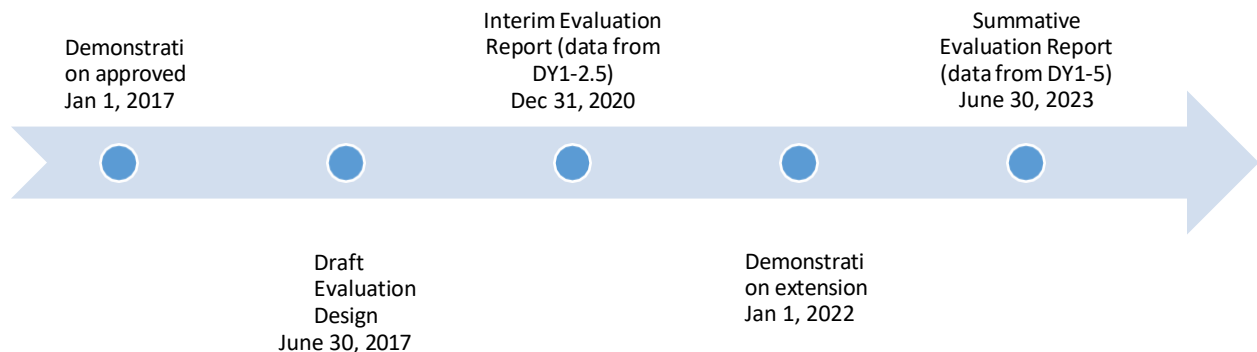 Demonstrati
on approved
Jan 1, 2017
Interim Evaluation
Report (data from
DY1-2.5)
Dec 31, 2020
Summative
Evaluation Report
(data from DY1-5)
June 30, 2023
Draft
Evaluation
Design
June 30, 2017
Demonstrati
on extension
Jan 1, 2022